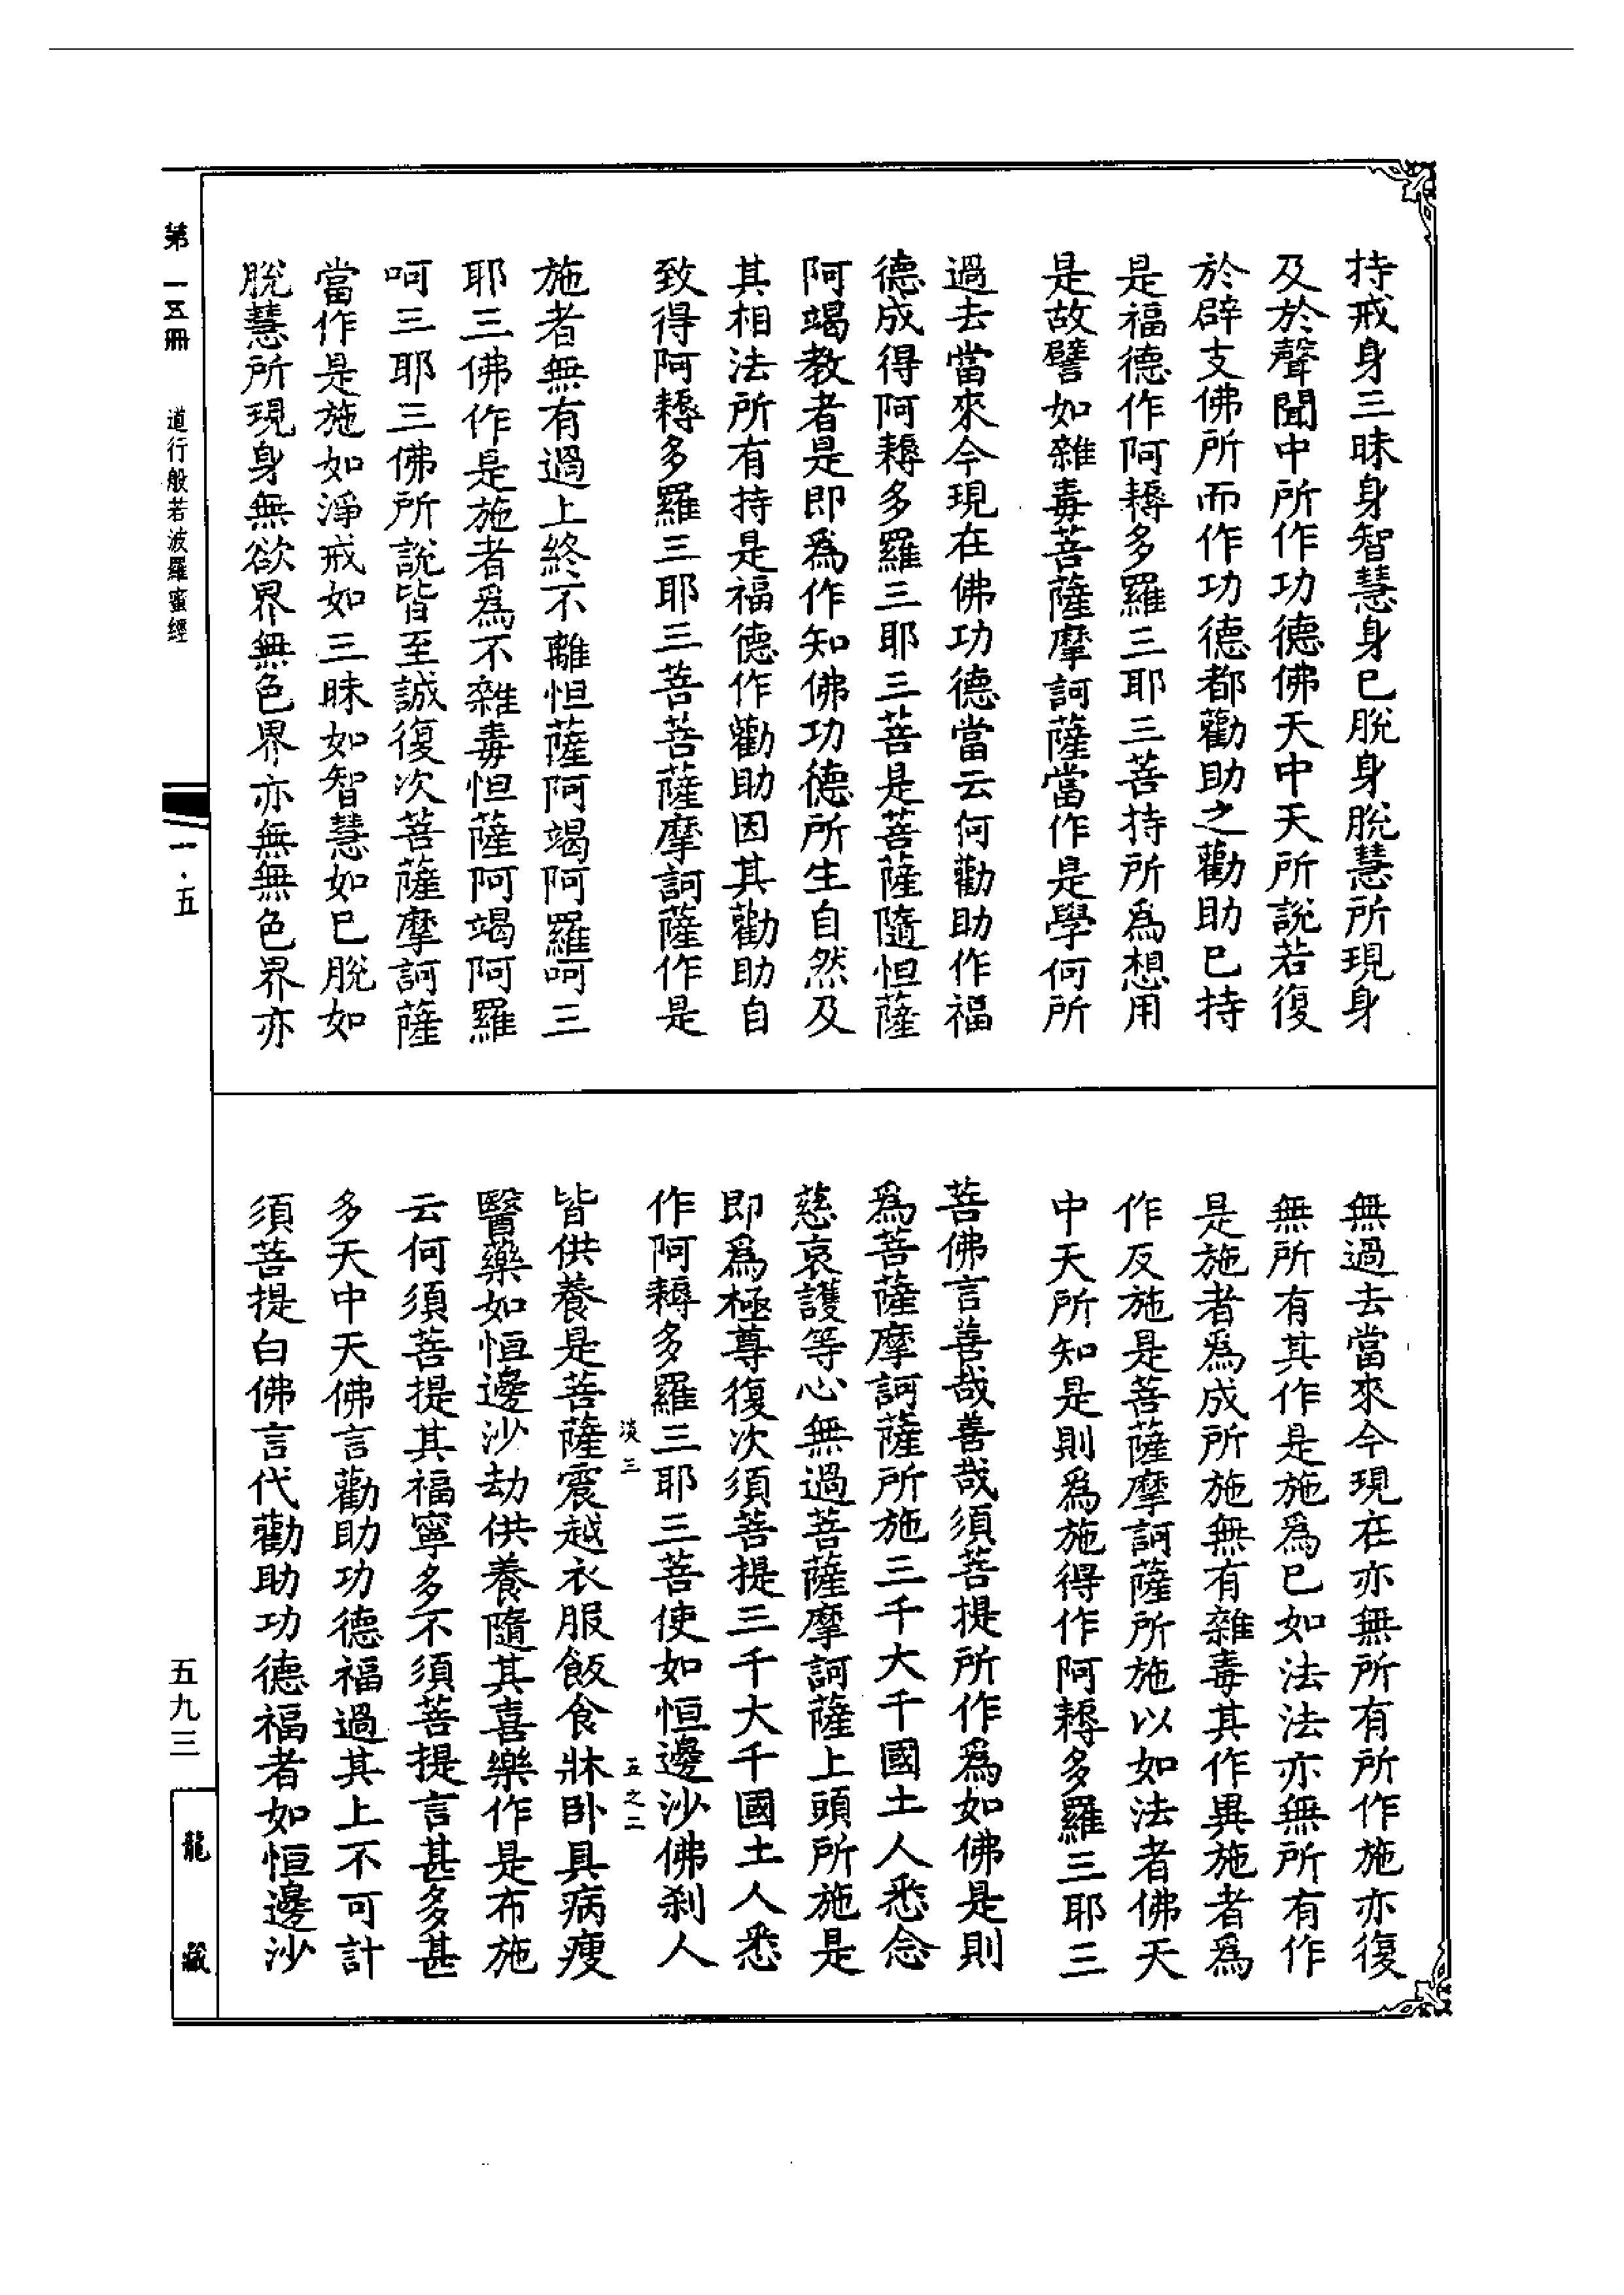 持戒身三昧身智慧身已脫身脫慧所現身
及於聲聞中所作功德佛天中天所說若復
於辟支佛所而作功德都勸助之勸助已持
是福德作阿耨多羅三耶三菩持所爲想用
是故譬如雜毒菩薩摩訶薩當作是學何所
過去當來今現在佛功德當云何勸助作福
德成得阿耨多羅三耶三菩是菩薩隨怛薩
阿竭教者是即爲作知佛功德所生自然及
其相法所有持是福德作勸助因其勸助自
致得阿耨多羅三耶三菩菩薩摩訶薩作是
施者無有過上終不離怛薩阿竭阿羅呵三
耶三佛作是施者爲不雜毒怛薩阿竭阿羅
呵三耶三佛所說皆至誠復次菩薩摩訶薩
當作是施如淨戒如三昧如智慧如已脫如
脫慧所現身無欲界無色界亦無無色界亦
第一五冊
道行般若波羅蜜經
一·五
無過去當來今現在亦無所有所作施亦復
無所有其作是施爲已如法法亦無所有作
是施者爲成所施無有雜毒其作異施者爲
作反施是菩薩摩訶薩所施以如法者佛天
中天所知是則爲施得作阿耨多羅三耶三
菩佛言善哉善哉須菩提所作爲如佛是則
爲菩薩摩訶薩所施三千大千國土人悉念
慈哀護等心無過菩薩摩訶薩上頭所施是
即爲極尊復次須菩提三千大千國土人悉
作阿耨多羅三耶三菩使如恒邊沙佛刹人
淡三
五之二
皆供養是菩薩震越衣服飯食牀臥具病瘦
醫藥如恒邊沙劫供養隨其喜樂作是布施
云何須菩提其福寧多不須菩提言甚多甚
多天中天佛言勸助功德福過其上不可計
須菩提白佛言代勸助功德福者如恒邊沙
五九三
龍藏